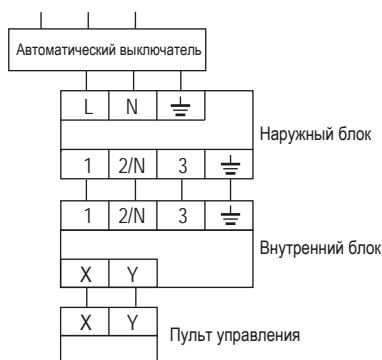 Автоматический выключатель
L N ⏚
Наружный блок
1 2/N 3 ⏚
1 2/N 3 ⏚
Внутренний блок
X Y
X Y
Пульт управления